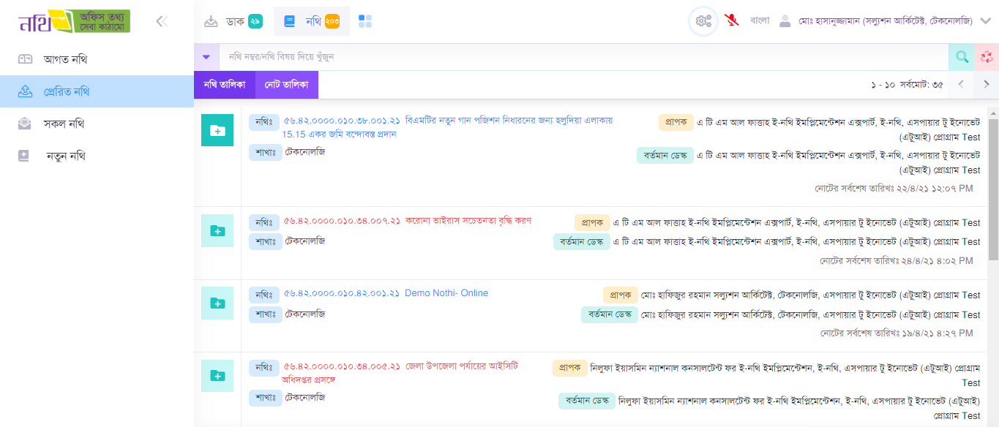 নথি অফিস তথ্য
সেবা কাঠামো
ডাক ২৯ নথি ২০৩
বাংলা মোঃ হাসানুজ্জামান (সল্যুশন আর্কিটেক্ট, টেকনোলজি)
আগত নথি
প্রেরিত নথি
সকল নথি
নতুন নথি
নথি নম্বর/নথি বিষয় দিয়ে খুঁজুন
নথি তালিকা নোট তালিকা
১ - ১০ সর্বমোট: ৩৫
নথিঃ ৫৬.৪২.০০০০.০১০.৩৮.০০১.২১ বিএমটির নতুন গান পজিশন নিধারনের জন্য হলুদিয়া এলাকায়
15.15 একর জমি বন্দোবস্ত প্রদান
শাখাঃ টেকনোলজি
প্রাপক এ টি এম আল ফাত্তাহ ই-নথি ইমপ্লিমেন্টেশন এক্সপার্ট, ই-নথি, এসপায়ার টু ইনোভেট
(এটুআই) প্রোগ্রাম Test
বর্তমান ডেস্ক এ টি এম আল ফাত্তাহ ই-নথি ইমপ্লিমেন্টেশন এক্সপার্ট, ই-নথি, এসপায়ার টু ইনোভেট
(এটুআই) প্রোগ্রাম Test
নোটের সর্বশেষ তারিখঃ ২২/৪/২১ ১২:০৭ PM
নথিঃ ৫৬.৪২.০০০০.০১০.৩৪.০০৭.২১ করোনা ভাইরাস সচেতনতা বৃদ্ধি করণ
শাখাঃ টেকনোলজি
প্রাপক এ টি এম আল ফাত্তাহ ই-নথি ইমপ্লিমেন্টেশন এক্সপার্ট, ই-নথি, এসপায়ার টু ইনোভেট (এটুআই) প্রোগ্রাম Test
বর্তমান ডেস্ক এ টি এম আল ফাত্তাহ ই-নথি ইমপ্লিমেন্টেশন এক্সপার্ট, ই-নথি, এসপায়ার টু ইনোভেট (এটুআই) প্রোগ্রাম Test
নোটের সর্বশেষ তারিখঃ ২৪/৪/২১ ৪:০২ PM
নথিঃ ৫৬.৪২.০০০০.০১০.৪২.০০১.২১ Demo Nothi- Online
শাখাঃ টেকনোলজি
প্রাপক মোঃ হাফিজুর রহমান সল্যুশন আর্কিটেক্ট, টেকনোলজি, এসপায়ার টু ইনোভেট (এটুআই) প্রোগ্রাম Test
বর্তমান ডেস্ক মোঃ হাফিজুর রহমান সল্যুশন আর্কিটেক্ট, টেকনোলজি, এসপায়ার টু ইনোভেট (এটুআই) প্রোগ্রাম Test
নোটের সর্বশেষ তারিখঃ ১৯/৪/২১ ৪:২৭ PM
নথিঃ ৫৬.৪২.০০০০.০১০.৩৪.০০৫.২১ জেলা উপজেলা পর্যায়ের আইসিটি
অধিদপ্তর প্রসঙ্গে
শাখাঃ টেকনোলজি
প্রাপক নিলুফা ইয়াসমিন ন্যাশনাল কনসালটেন্ট ফর ই-নথি ইমপ্লিমেন্টেশন, ই-নথি, এসপায়ার টু ইনোভেট (এটুআই) প্রোগ্রাম
Test
বর্তমান ডেস্ক নিলুফা ইয়াসমিন ন্যাশনাল কনসালটেন্ট ফর ই-নথি ইমপ্লিমেন্টেশন, ই-নথি, এসপায়ার টু ইনোভেট (এটুআই)
প্রোগ্রাম Test